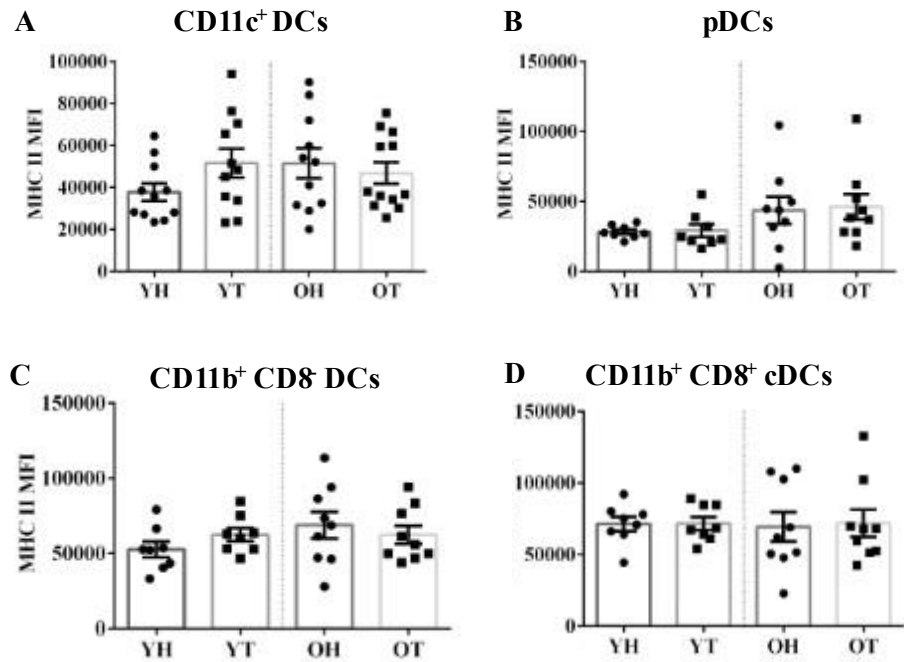 A CD11c⁺ DCs
MHC II MFI
100000
80000
60000
40000
20000
0
YH YT OH OT
B pDCs
MHC II MFI
150000
100000
50000
0
YH YT OH OT
C CD11b⁺ CD8⁻ DCs
MHC II MFI
150000
100000
50000
0
YH YT OH OT
D CD11b⁺ CD8⁺ cDCs
MHC II MFI
150000
100000
50000
0
YH YT OH OT